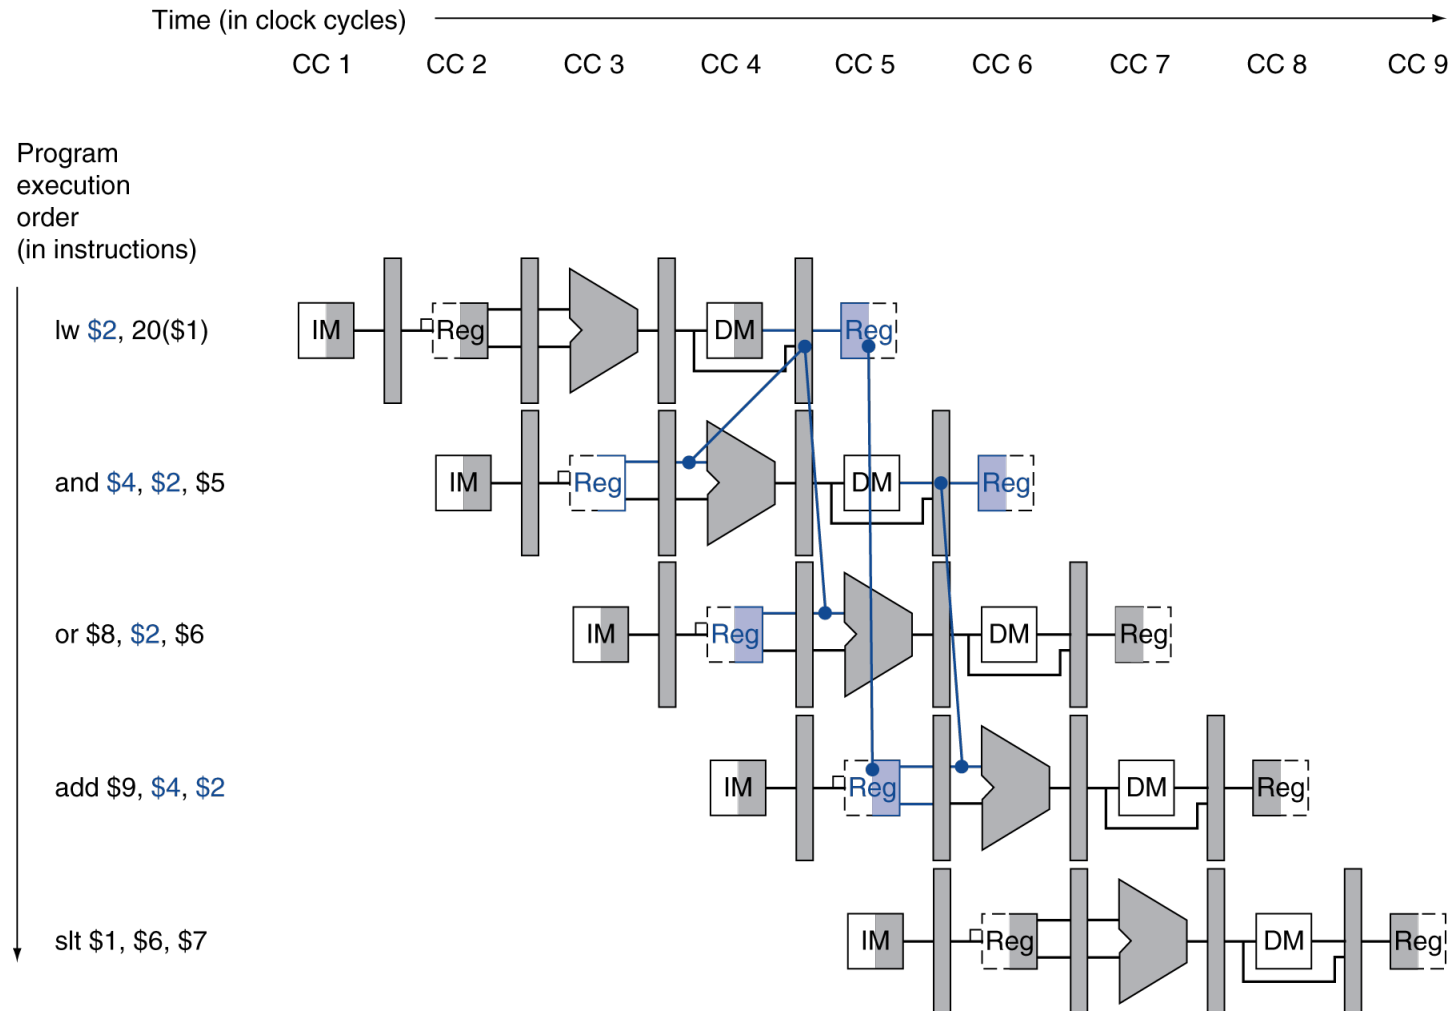 Time (in clock cycles)
CC 1 CC 2 CC 3 CC 4 CC 5 CC 6 CC 7 CC 8 CC 9
Program
execution
order
(in instructions)
lw $2, 20($1) IM Reg DM Reg
and $4, $2, $5 IM Reg DM Reg
or $8, $2, $6 IM Reg DM Reg
add $9, $4, $2 IM Reg DM Reg
slt $1, $6, $7 IM Reg DM Reg